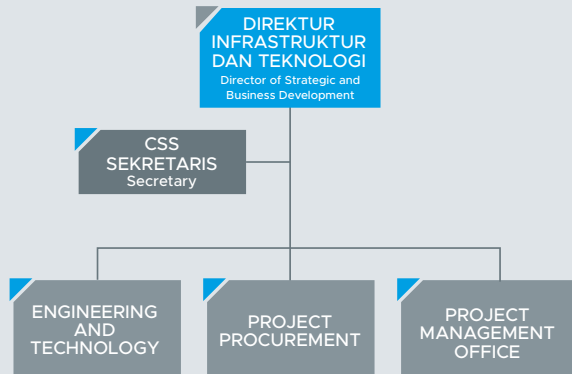 DIREKTUR
INFRASTRUKTUR
DAN TEKNOLOGI
Director of Strategic and
Business Development
CSS
SEKRETARIS
Secretary
ENGINEERING
AND
TECHNOLOGY
PROJECT
PROCUREMENT
PROJECT
MANAGEMENT
OFFICE